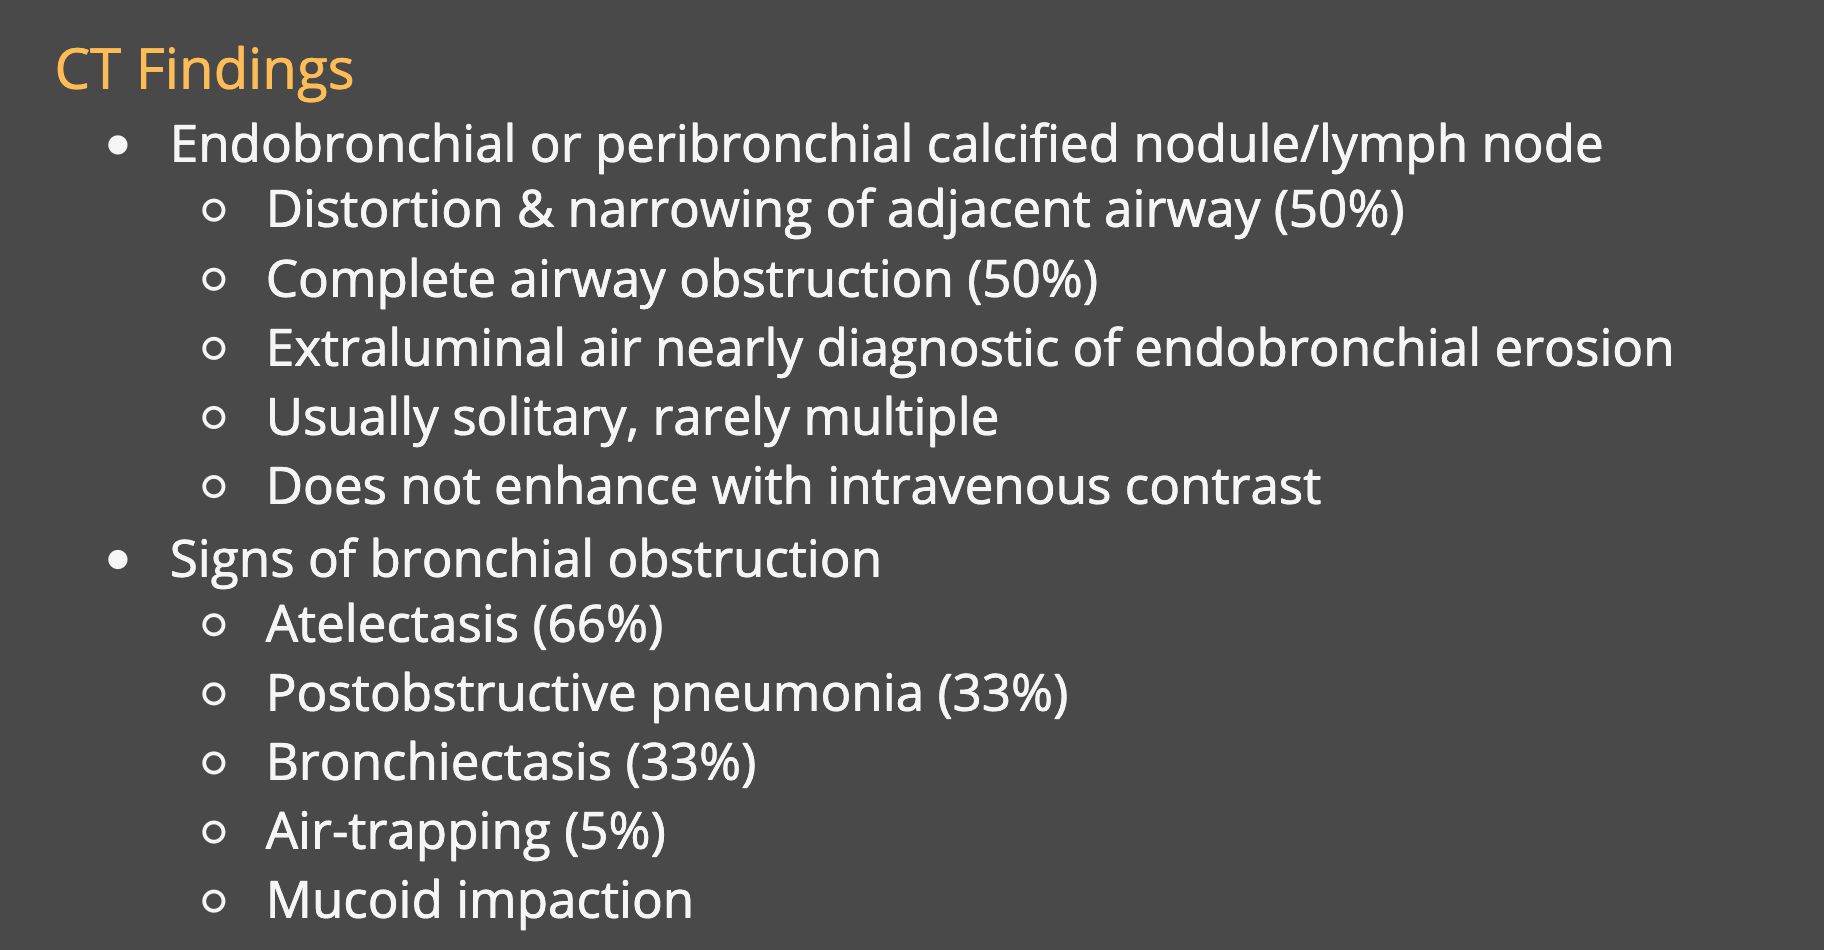 CT Findings
• Endobronchial or peribronchial calcified nodule/lymph node
○ Distortion & narrowing of adjacent airway (50%)
○ Complete airway obstruction (50%)
○ Extraluminal air nearly diagnostic of endobronchial erosion
○ Usually solitary, rarely multiple
○ Does not enhance with intravenous contrast
• Signs of bronchial obstruction
○ Atelectasis (66%)
○ Postobstructive pneumonia (33%)
○ Bronchiectasis (33%)
○ Air-trapping (5%)
○ Mucoid impaction